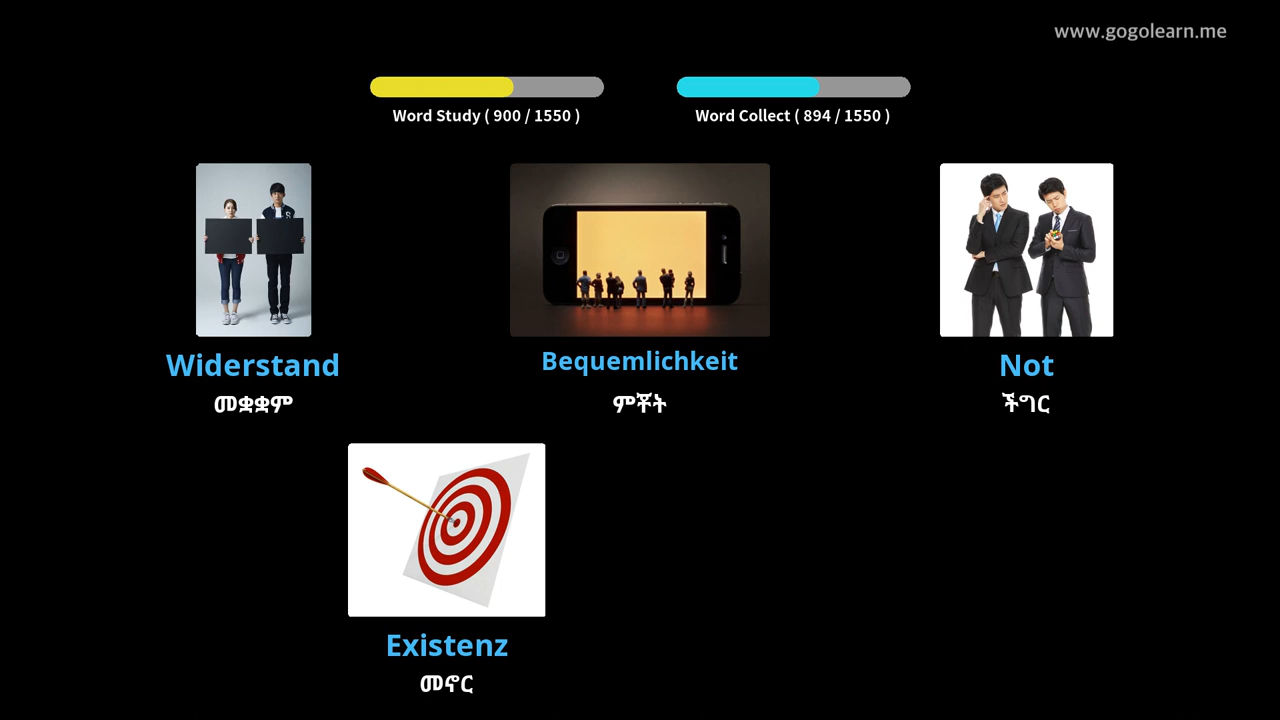 www.gogolearn.me
Word Study ( 900 / 1550 )
Word Collect ( 894 / 1550 )
Widerstand
Bequemlichkeit
Not
መቋቋም
ምቾት
ችግር
Existenz
መኖር